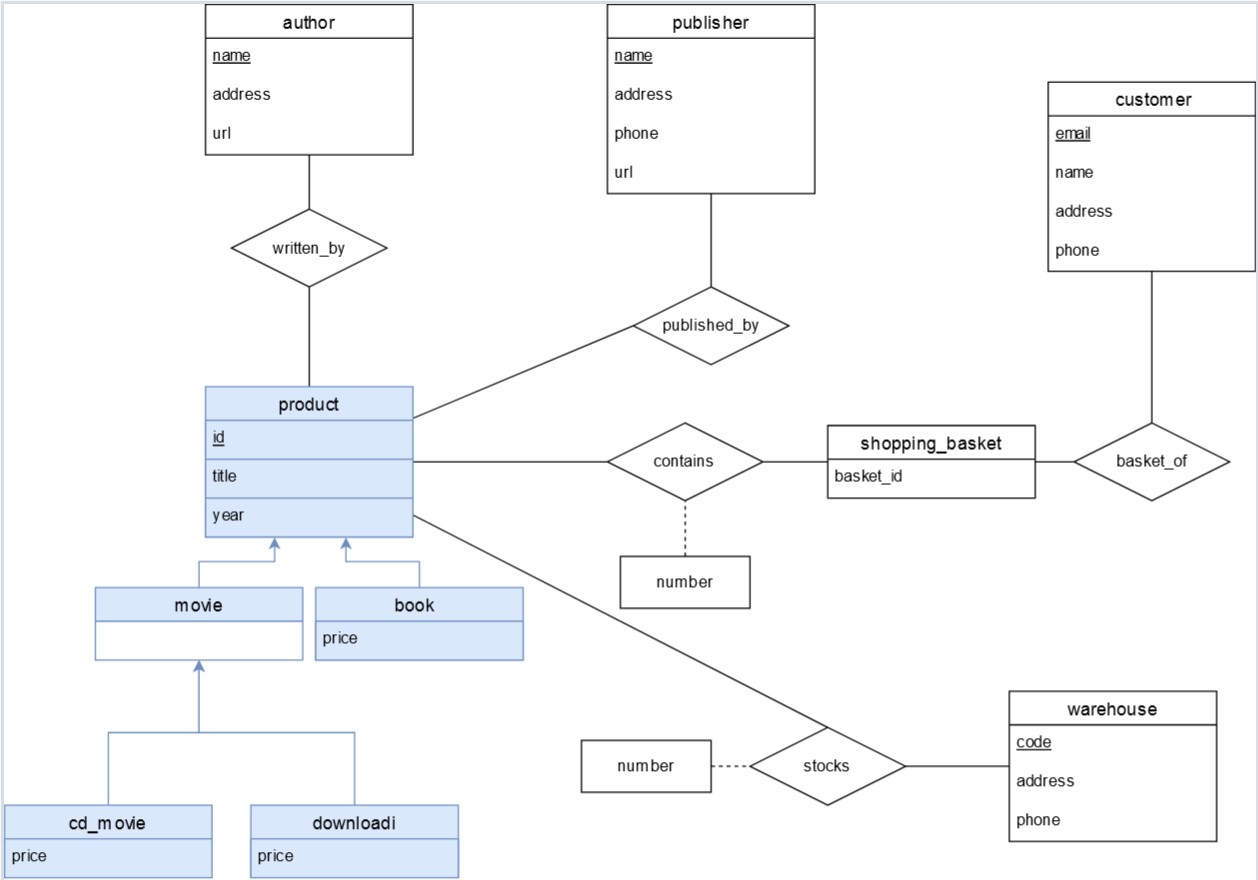 author
name
address
url
publisher
name
address
phone
url
customer
email
name
address
phone
written_by
published_by
product
id
title
year
contains
shopping_basket
basket_id
basket_of
number
movie
book
price
warehouse
code
address
phone
number
stocks
cd_movie
price
downloadi
price